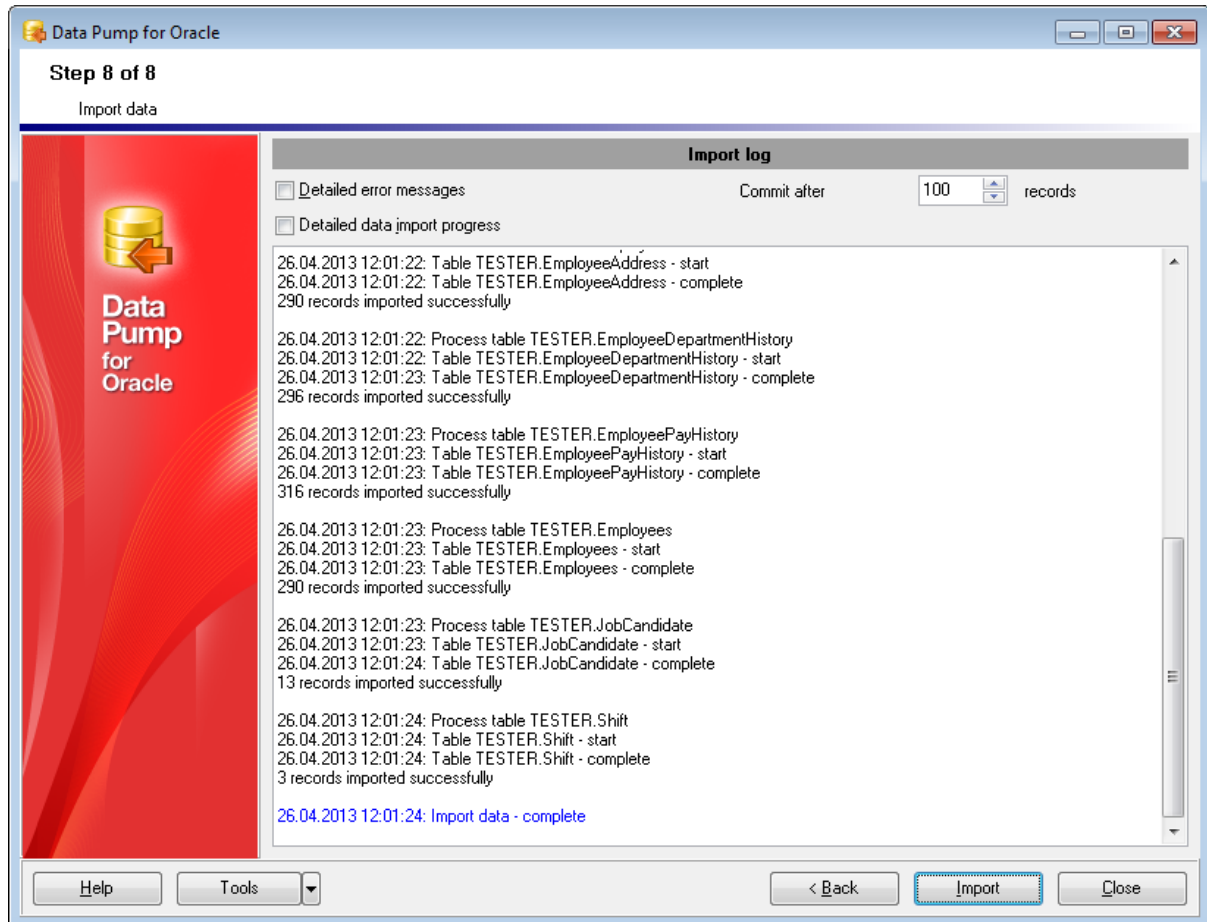 Data Pump for Oracle
Step 8 of 8
Import data
Data
Pump
for
Oracle
Import log
Detailed error messages
Commit after 100 records
Detailed data import progress
26.04.2013 12:01:22: Table TESTER.EmployeeAddress - start
26.04.2013 12:01:22: Table TESTER.EmployeeAddress - complete
290 records imported successfully
26.04.2013 12:01:22: Process table TESTER.EmployeeDepartmentHistory
26.04.2013 12:01:22: Table TESTER.EmployeeDepartmentHistory - start
26.04.2013 12:01:23: Table TESTER.EmployeeDepartmentHistory - complete
296 records imported successfully
26.04.2013 12:01:23: Process table TESTER.EmployeePayHistory
26.04.2013 12:01:23: Table TESTER.EmployeePayHistory - start
26.04.2013 12:01:23: Table TESTER.EmployeePayHistory - complete
316 records imported successfully
26.04.2013 12:01:23: Process table TESTER.Employees
26.04.2013 12:01:23: Table TESTER.Employees - start
26.04.2013 12:01:23: Table TESTER.Employees - complete
290 records imported successfully
26.04.2013 12:01:23: Process table TESTER.JobCandidate
26.04.2013 12:01:23: Table TESTER.JobCandidate - start
26.04.2013 12:01:24: Table TESTER.JobCandidate - complete
13 records imported successfully
26.04.2013 12:01:24: Process table TESTER.Shift
26.04.2013 12:01:24: Table TESTER.Shift - start
26.04.2013 12:01:24: Table TESTER.Shift - complete
3 records imported successfully
26.04.2013 12:01:24: Import data - complete
Help
Tools
< Back
Import
Close